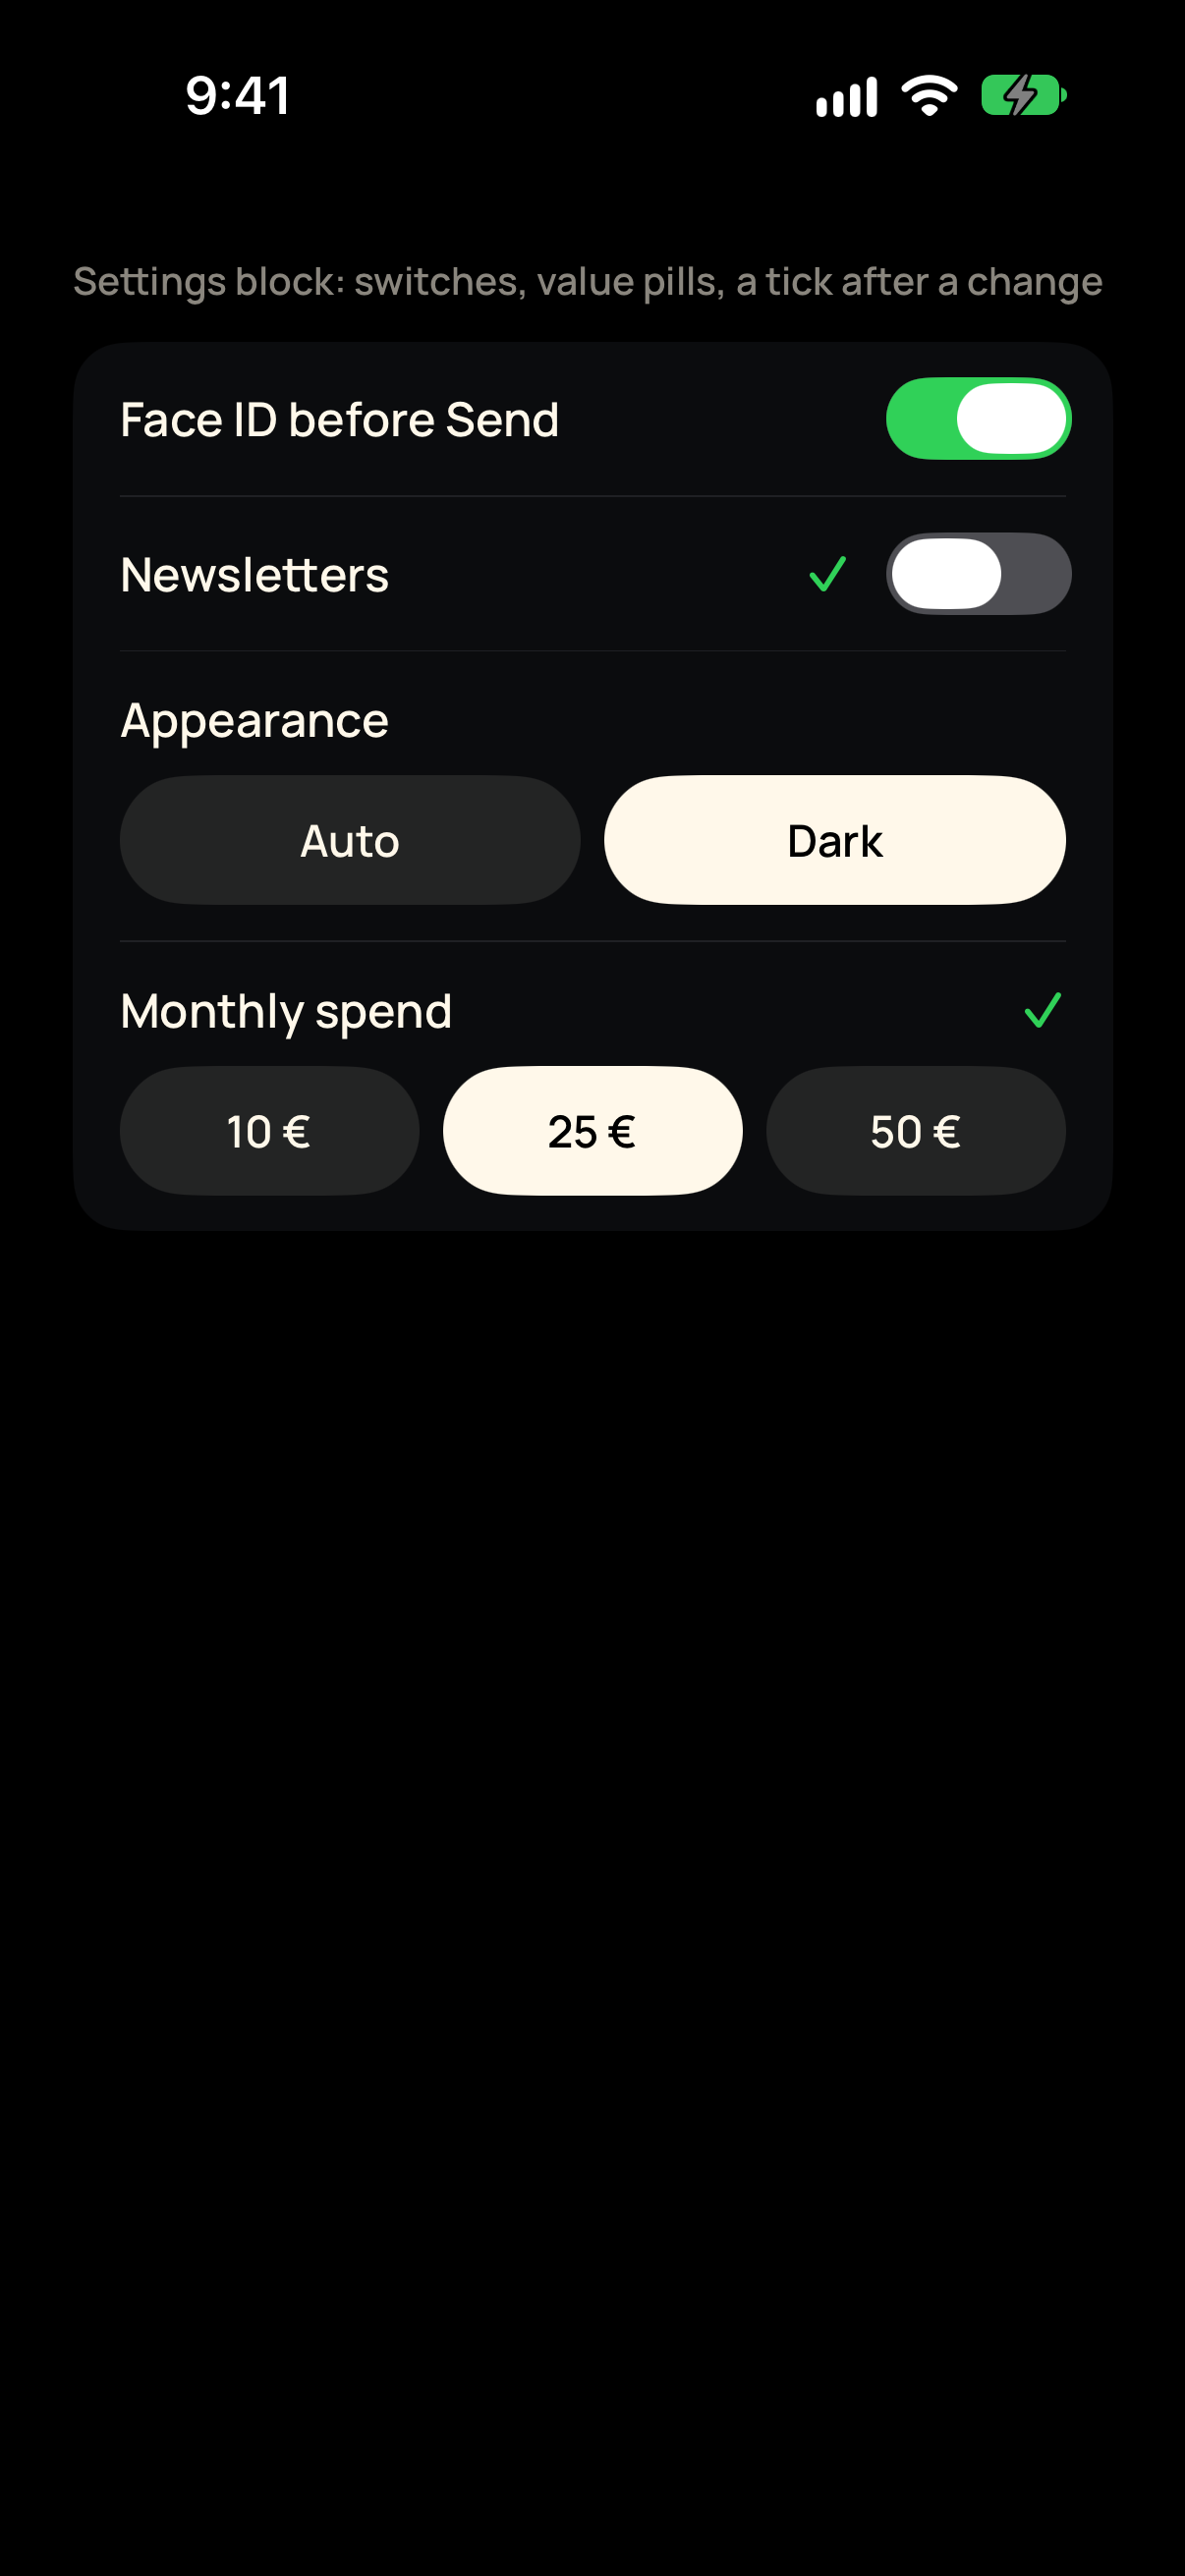 9:41
Settings block: switches, value pills, a tick after a change
Face ID before Send
Newsletters
Appearance
Auto Dark
Monthly spend
10 € 25 € 50 €